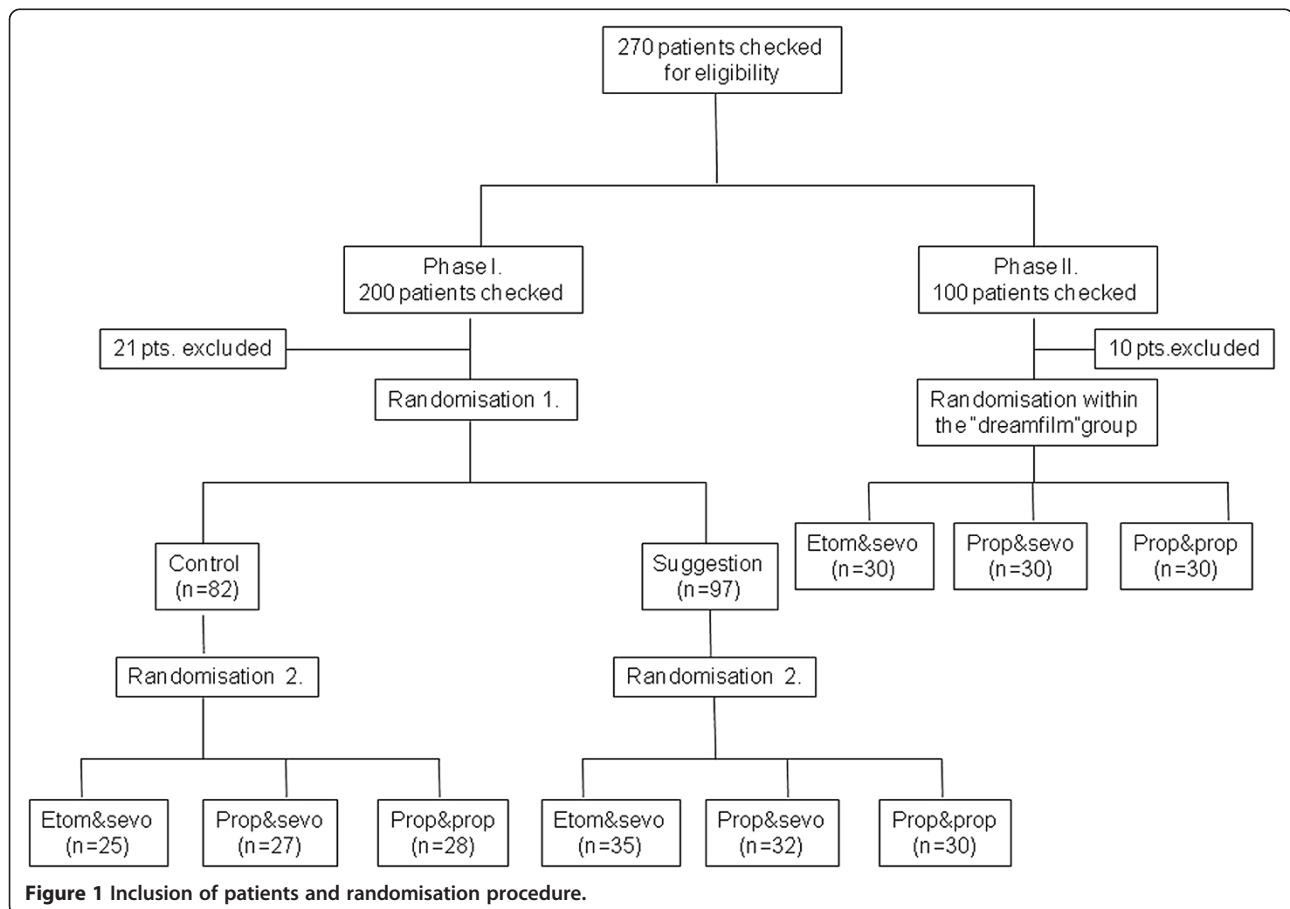 270 patients checked
for eligibility
Phase I.
200 patients checked
Phase II.
100 patients checked
21 pts. excluded
10 pts.excluded
Randomisation 1.
Randomisation within
the "dreamfilm" group
Etom&sevo
(n=30)
Prop&sevo
(n=30)
Prop&prop
(n=30)
Control
(n=82)
Suggestion
(n=97)
Randomisation 2.
Randomisation 2.
Etom&sevo
(n=25)
Prop&sevo
(n=27)
Prop&prop
(n=28)
Etom&sevo
(n=35)
Prop&sevo
(n=32)
Prop&prop
(n=30)
Figure 1 Inclusion of patients and randomisation procedure.